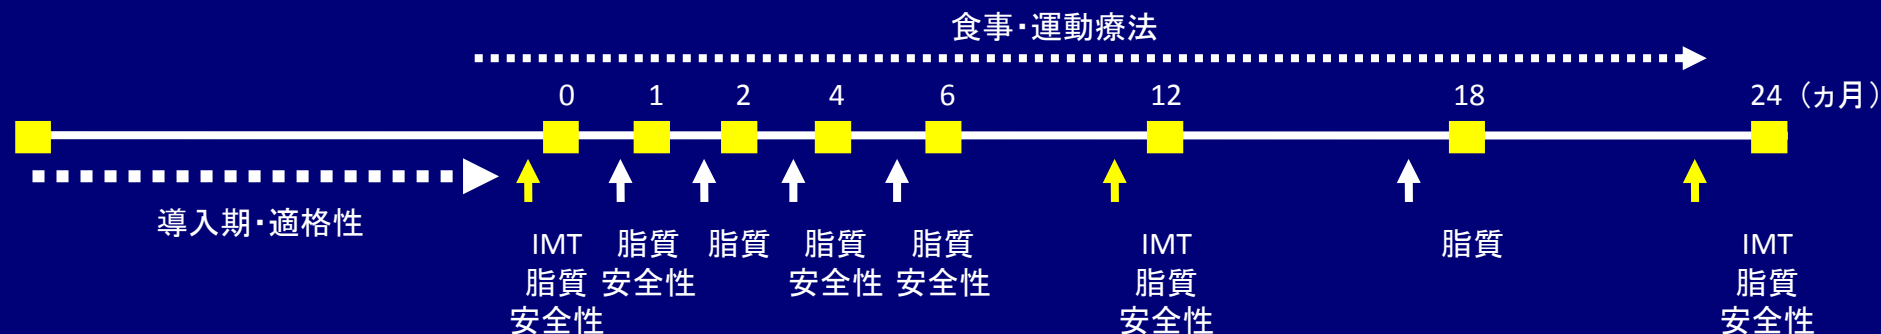 食事・運動療法
0 1 2 4 6 12 18 24（ヵ月）
導入期・適格性
IMT 脂質 脂質 脂質 脂質 IMT 脂質 IMT
脂質 安全性 安全性 安全性 脂質 脂質
安全性 安全性 安全性